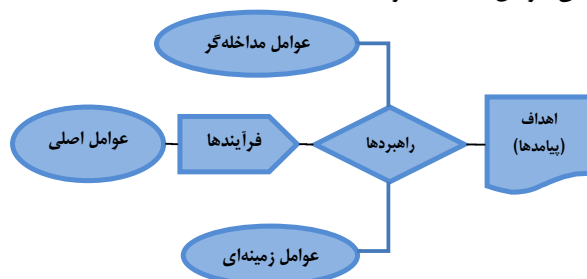 عوامل مداخله‌گر
عوامل اصلی
فرآیندها
راهبردها
اهداف
(پیامدها)
عوامل زمینه‌ای